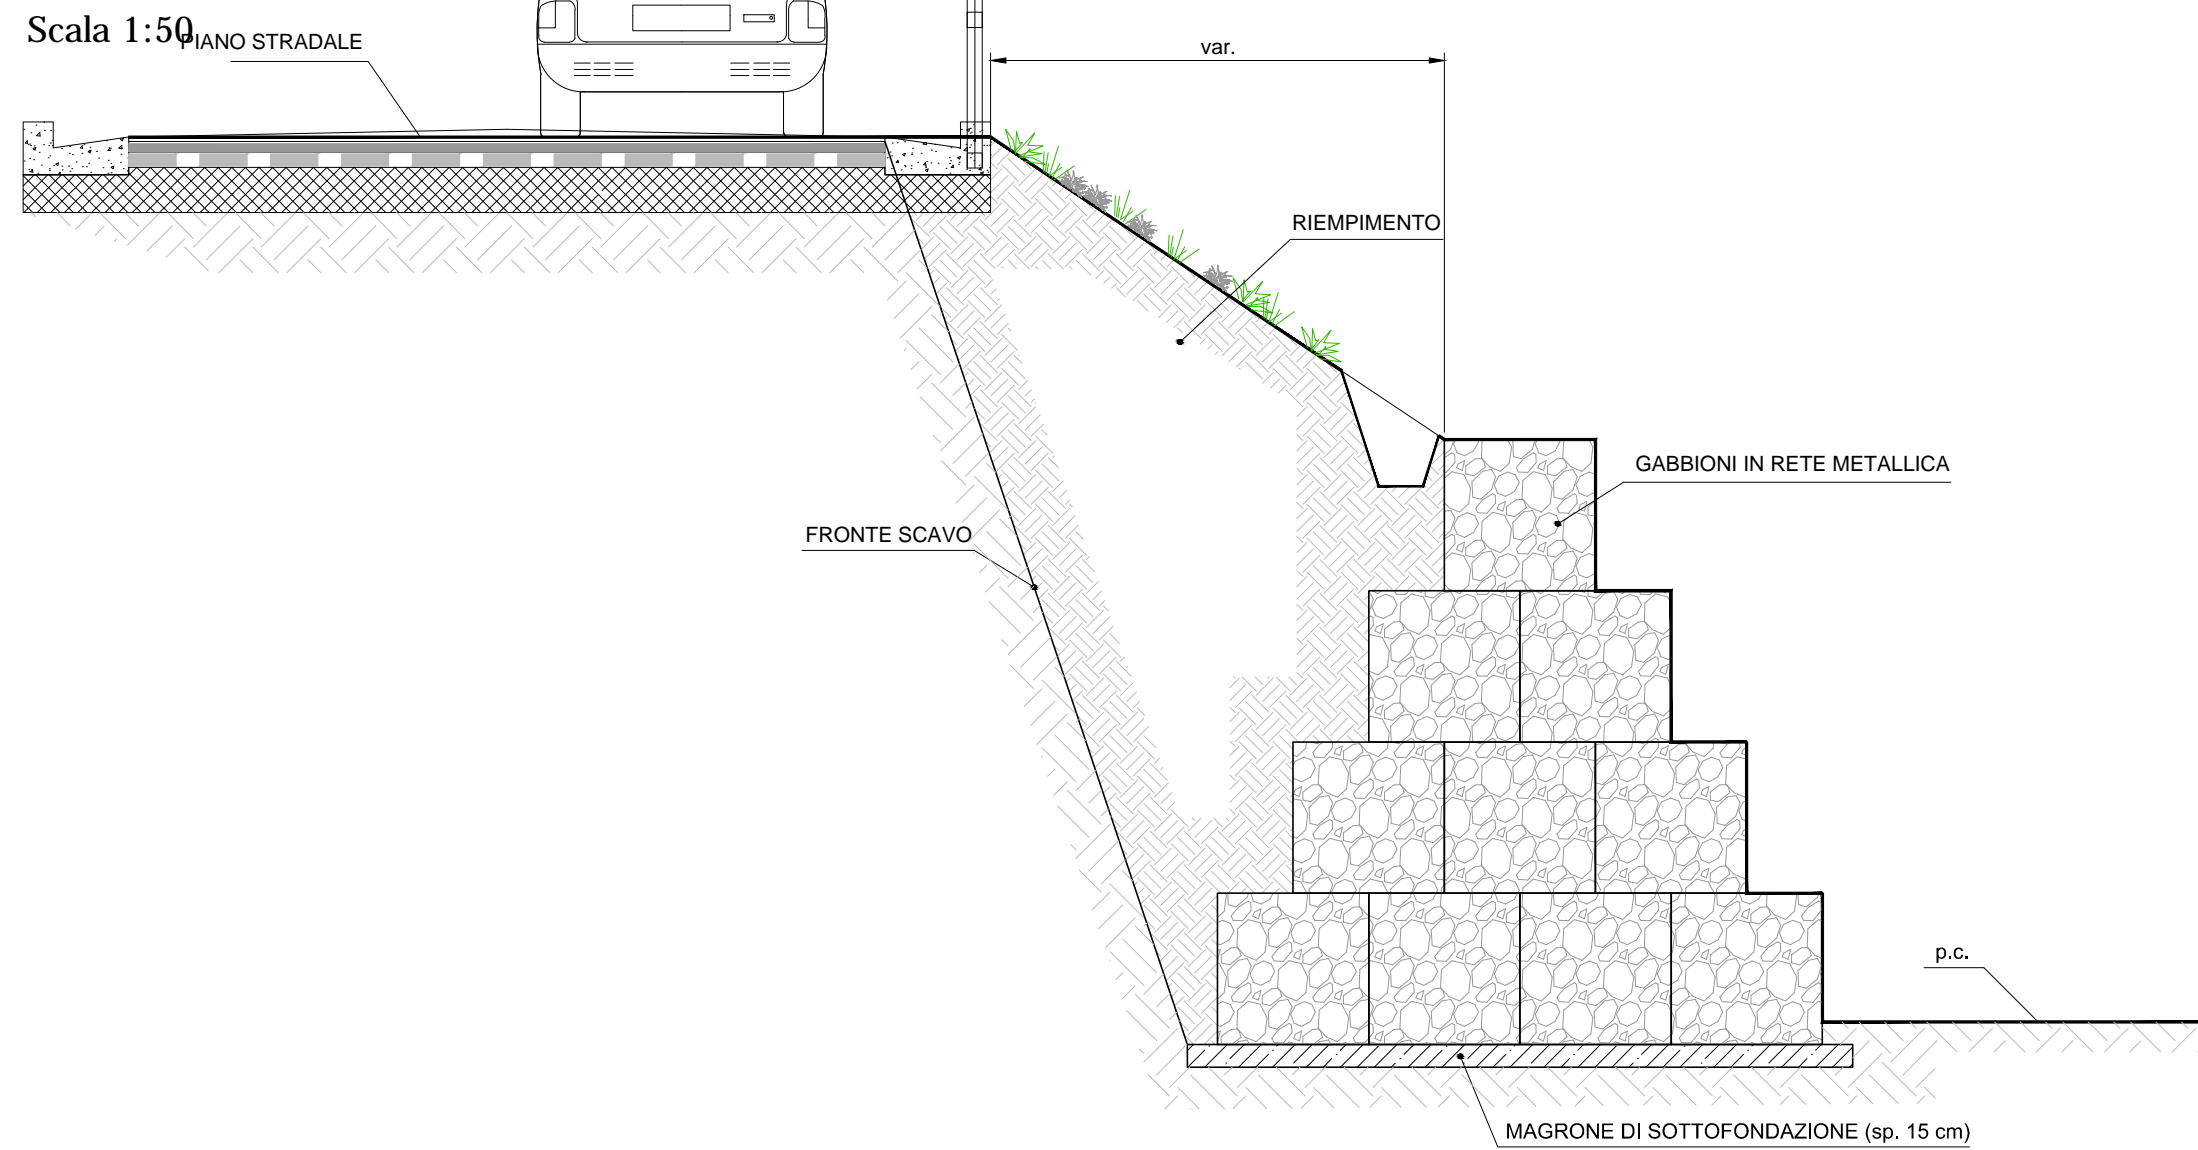 Scala 1:50
PIANO STRADALE
var.
RIEMPIMENTO
GABBIONI IN RETE METALLICA
FRONTE SCAVO
p.c.
MAGRONE DI SOTTOFONDAZIONE (sp. 15 cm)